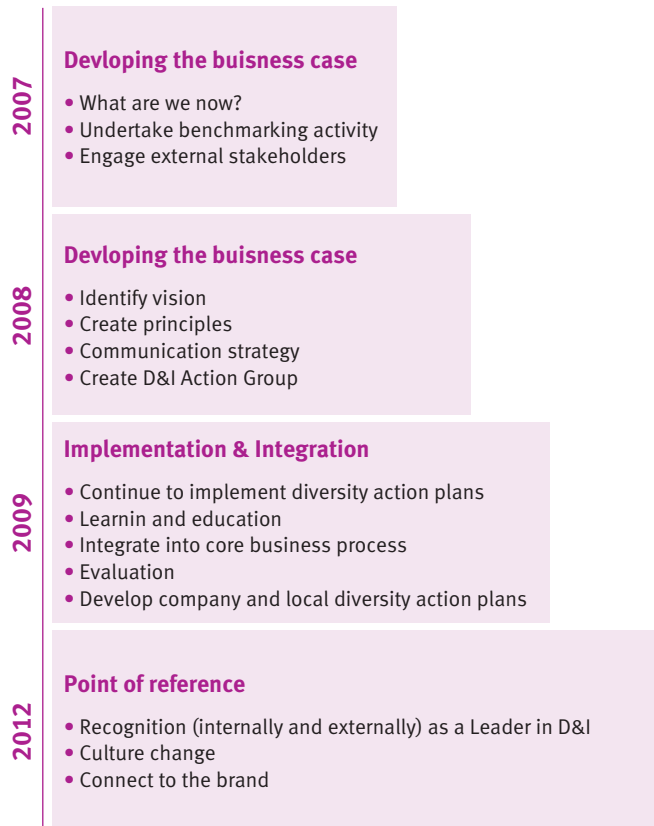 2007
Devloping the buisness case
• What are we now?
• Undertake benchmarking activity
• Engage external stakeholders
2008
Devloping the buisness case
• Identify vision
• Create principles
• Communication strategy
• Create D&I Action Group
2009
Implementation & Integration
• Continue to implement diversity action plans
• Learnin and education
• Integrate into core business process
• Evaluation
• Develop company and local diversity action plans
2012
Point of reference
• Recognition (internally and externally) as a Leader in D&I
• Culture change
• Connect to the brand